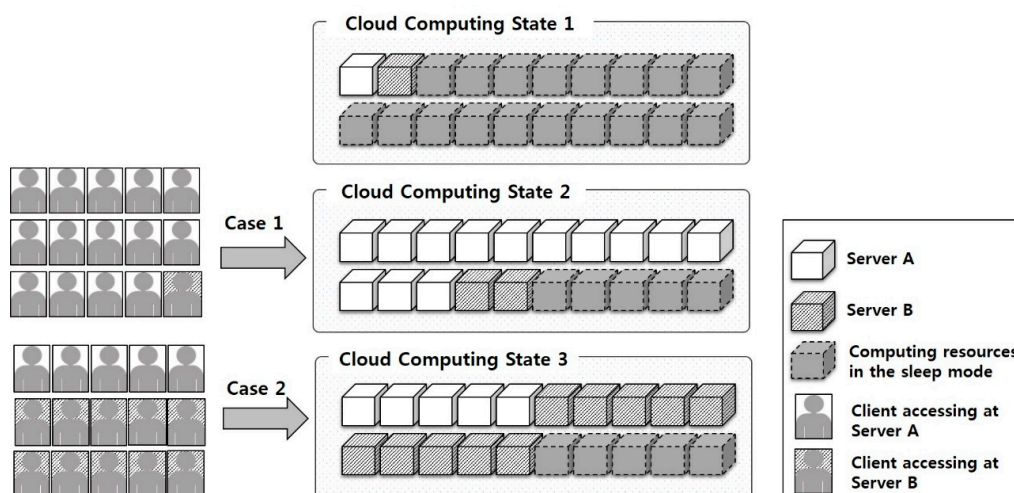 Cloud Computing State 1
Cloud Computing State 2
Case 1
Cloud Computing State 3
Case 2
Server A
Server B
Computing resources
in the sleep mode
Client accessing at
Server A
Client accessing at
Server B